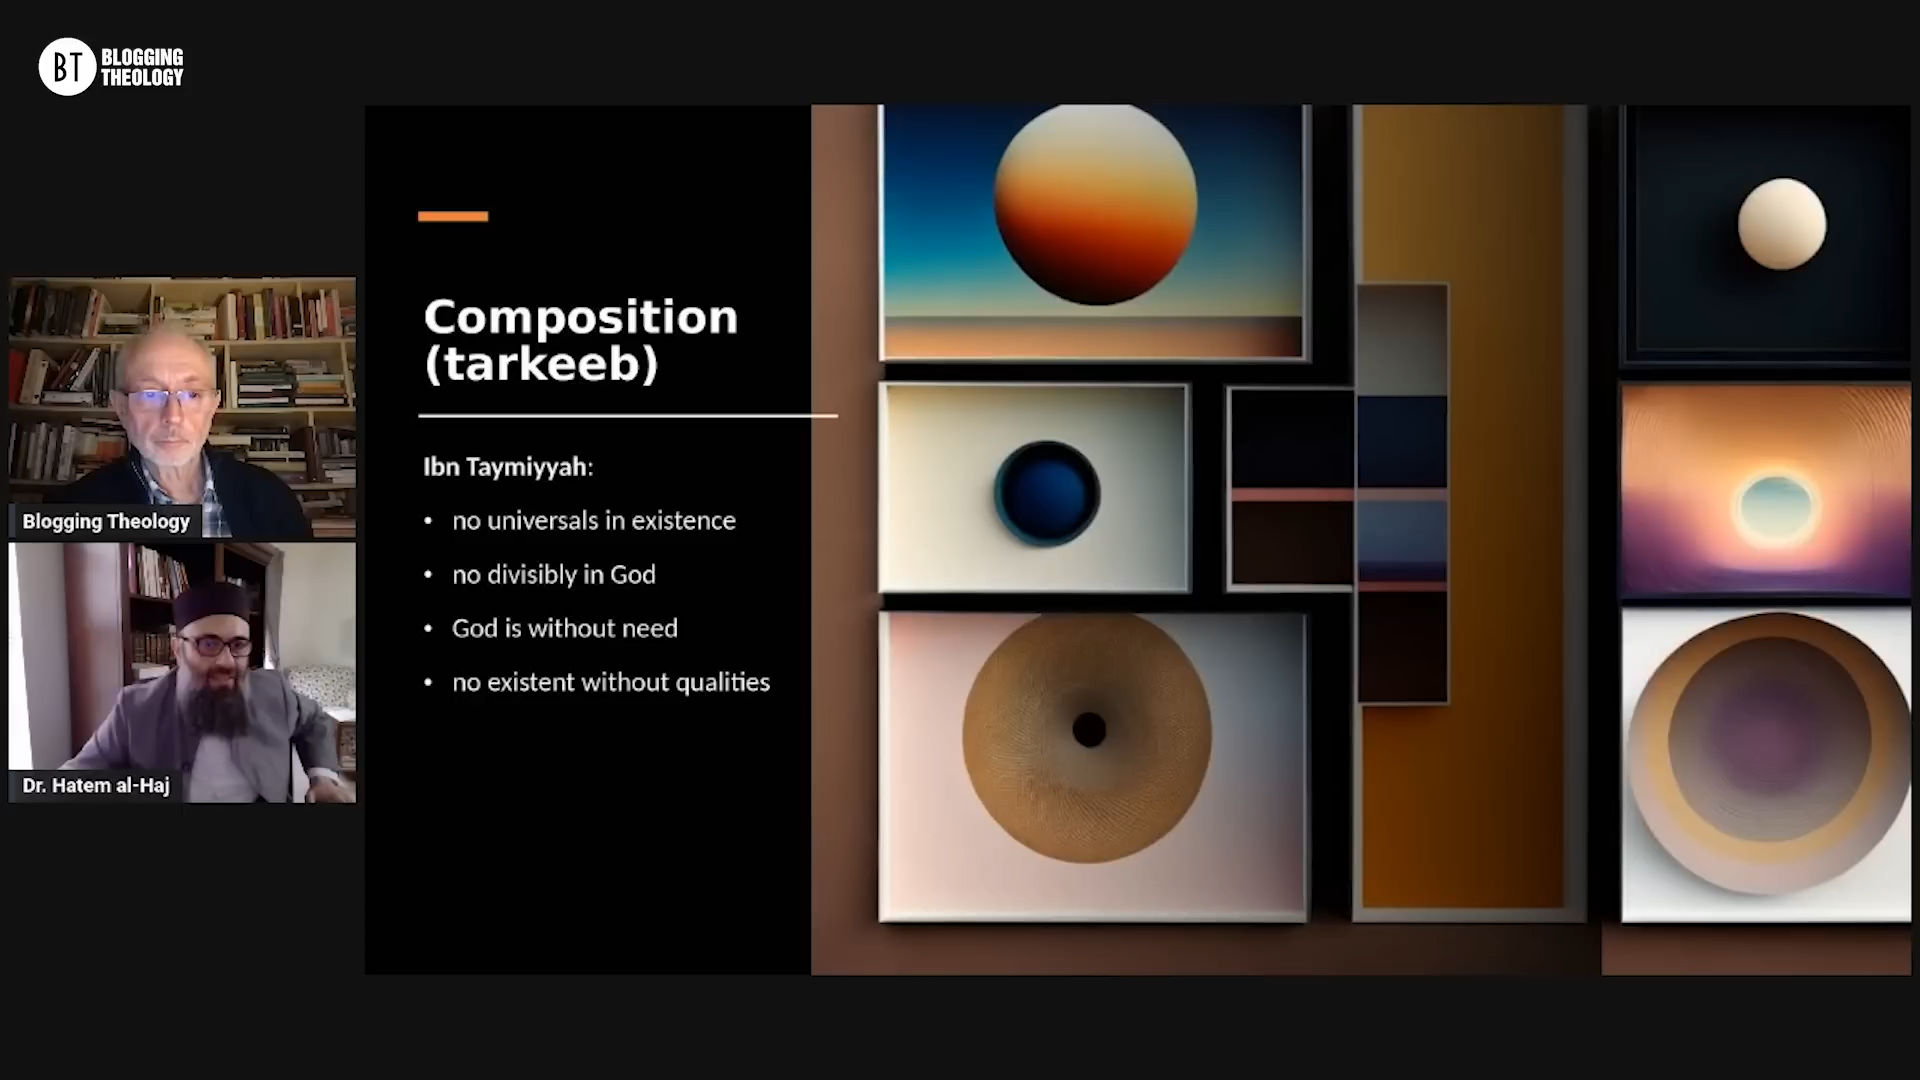 BT
BLOGGING
THEOLOGY
Composition
(tarkeeb)
Ibn Taymiyyah:
• no universals in existence
• no divisibly in God
• God is without need
• no existent without qualities
Blogging Theology
Dr. Hatem al-Haj